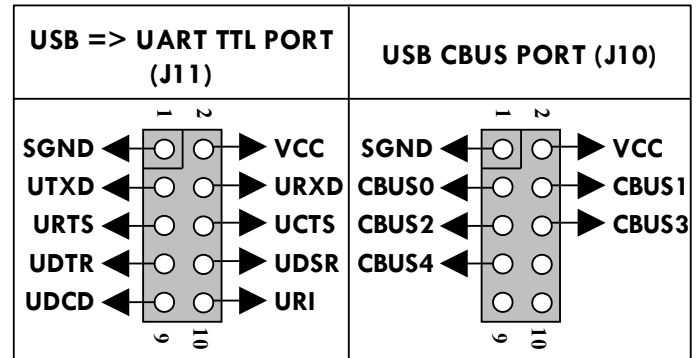 USB => UART TTL PORT
(J11)
USB CBUS PORT (J10)
1 2
SGND VCC
UTXD URXD
URTS UCTS
UDTR UDSR
UDCD URI
9 10
1 2
SGND VCC
CBUS0 CBUS1
CBUS2 CBUS3
CBUS4
9 10